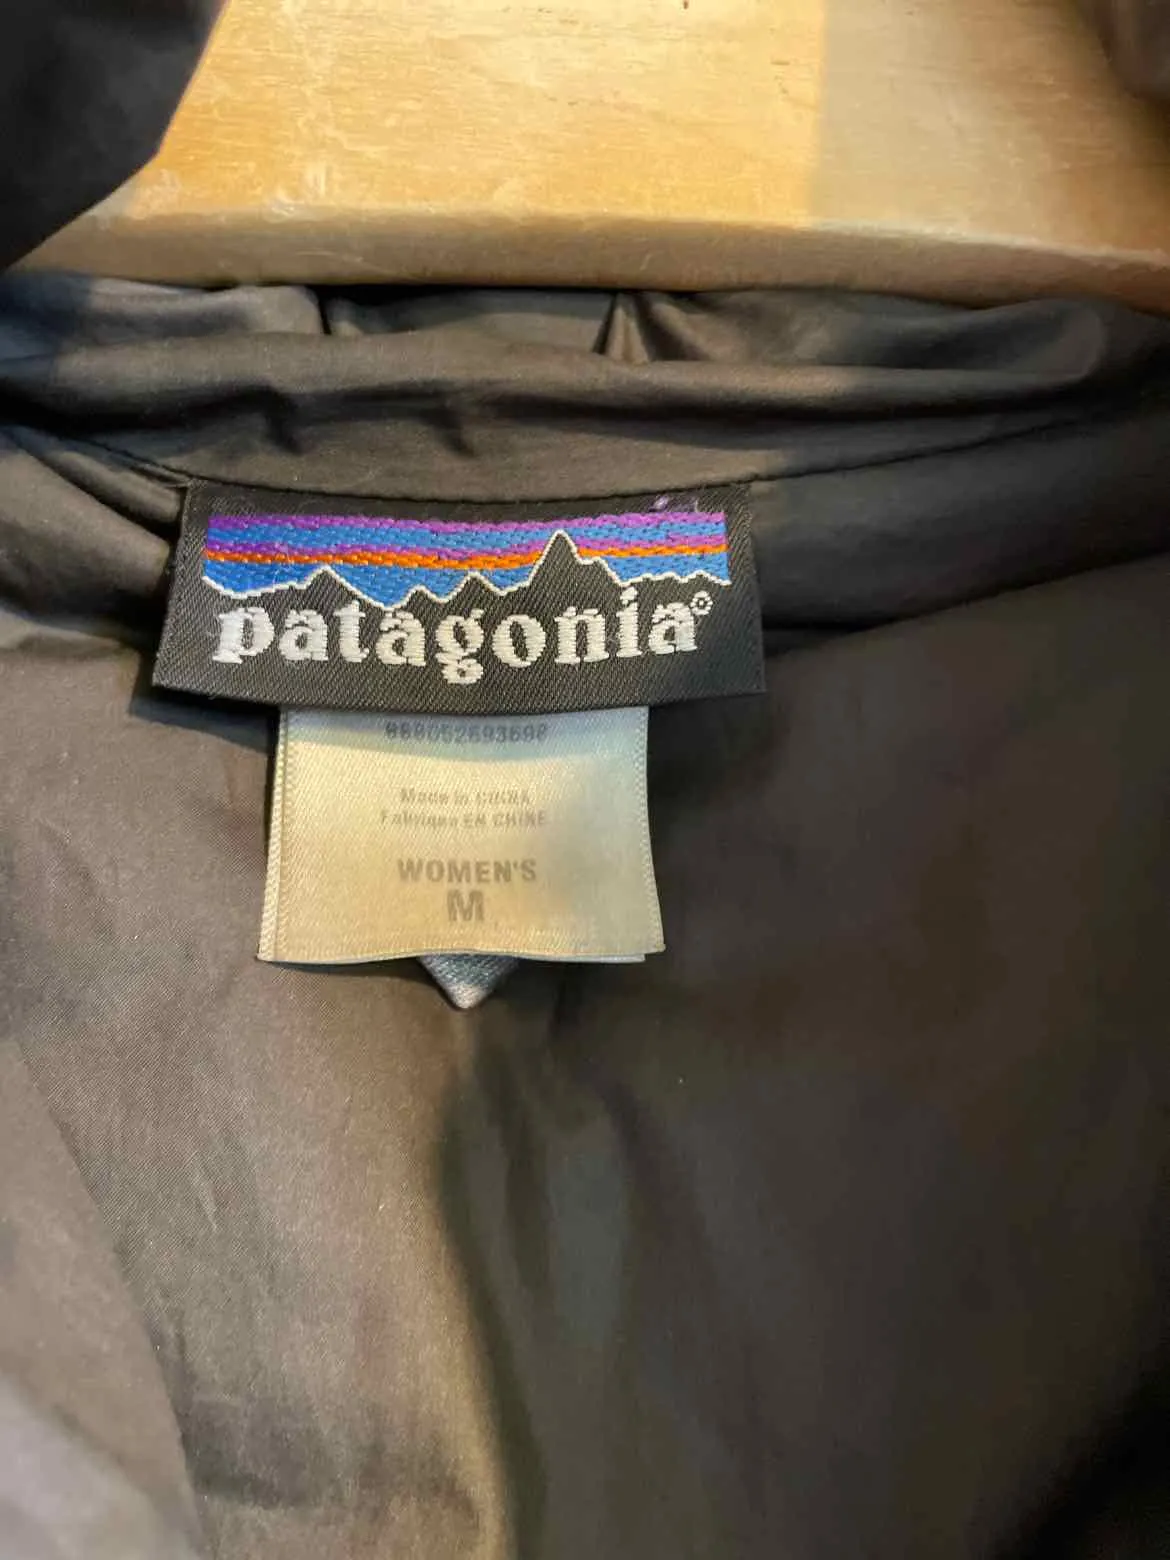 patagonia®
Made in CHINA
Fabriqué EN CHINE
WOMEN'S
M